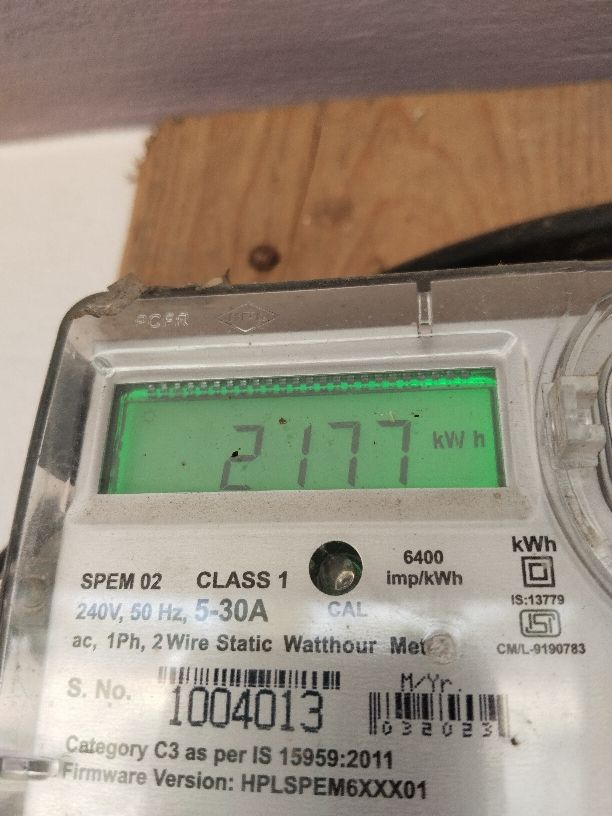 PCPR HPL
2177 kWh
SPEM 02 CLASS 1
6400
imp/kWh
kWh
240V, 50 Hz, 5-30A
CAL
IS:13779
ISI
ac, 1Ph, 2 Wire Static Watthour
CM/L-9190783
S. No.
1004013
M/Yr.
032023
Category C3 as per IS 15959:2011
Firmware Version: HPLSPEM6XXX01